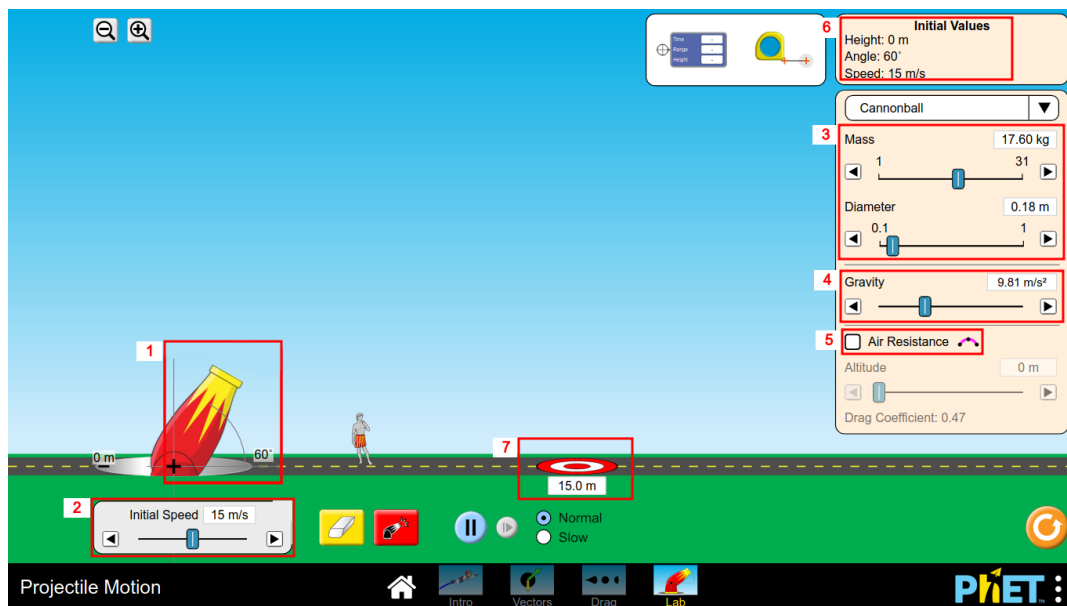 6
Initial Values
Height: 0 m
Angle: 60˚
Speed: 15 m/s
Time -
Range -
Height -
Cannonball
3
Mass 17.60 kg
1 31
Diameter 0.18 m
0.1 1
4
Gravity 9.81 m/s²
5
Air Resistance
Altitude 0 m
Drag Coefficient: 0.47
1
0 m
60˚
7
15.0 m
2
Initial Speed 15 m/s
Normal
Slow
Projectile Motion
Intro Vectors Drag Lab
PhET